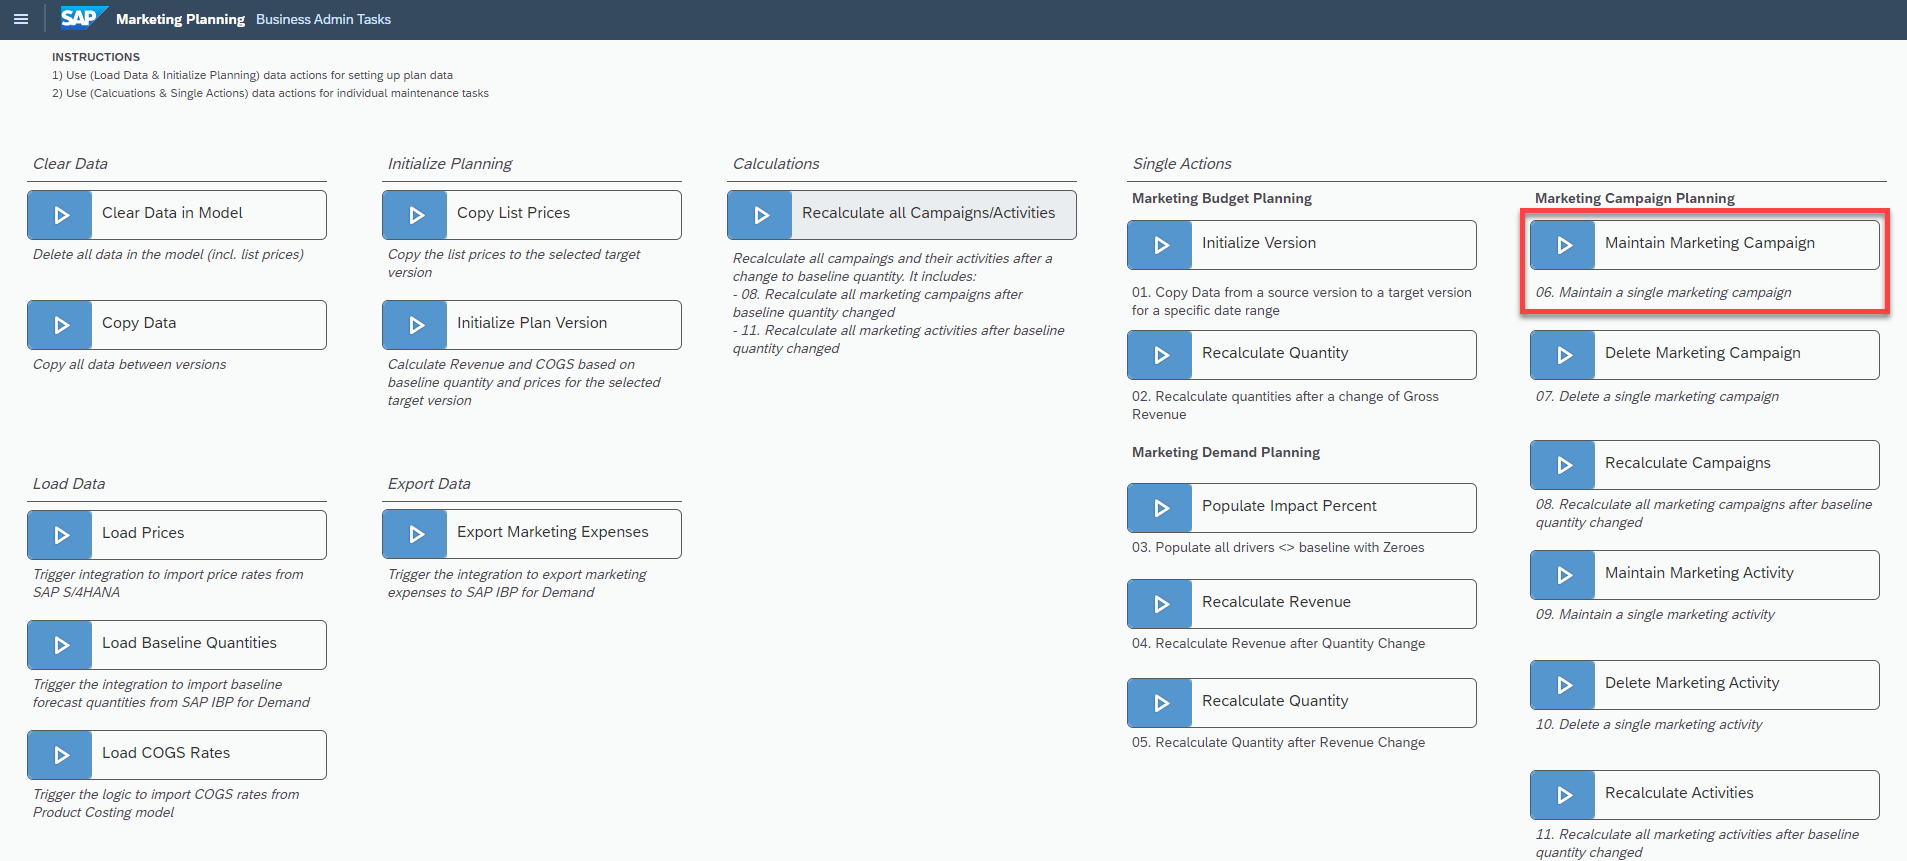 SAP Marketing Planning Business Admin Tasks
INSTRUCTIONS
1) Use (Load Data & Initialize Planning) data actions for setting up plan data
2) Use (Calcuations & Single Actions) data actions for individual maintenance tasks
Clear Data
Clear Data in Model
Delete all data in the model (incl. list prices)
Copy Data
Copy all data between versions
Load Data
Load Prices
Trigger integration to import price rates from
SAP S/4HANA
Load Baseline Quantities
Trigger the integration to import baseline
forecast quantities from SAP IBP for Demand
Load COGS Rates
Trigger the logic to import COGS rates from
Product Costing model
Initialize Planning
Copy List Prices
Copy the list prices to the selected target
version
Initialize Plan Version
Calculate Revenue and COGS based on
baseline quantity and prices for the selected
target version
Export Data
Export Marketing Expenses
Trigger the integration to export marketing
expenses to SAP IBP for Demand
Calculations
Recalculate all Campaigns/Activities
Recalculate all campaings and their activities after a
change to baseline quantity. It includes:
- 08. Recalculate all marketing campaigns after
baseline quantity changed
- 11. Recalculate all marketing activities after baseline
quantity changed
Single Actions
Marketing Budget Planning
Initialize Version
01. Copy Data from a source version to a target version
for a specific date range
Recalculate Quantity
02. Recalculate quantities after a change of Gross
Revenue
Marketing Demand Planning
Populate Impact Percent
03. Populate all drivers <> baseline with Zeroes
Recalculate Revenue
04. Recalculate Revenue after Quantity Change
Recalculate Quantity
05. Recalculate Quantity after Revenue Change
Marketing Campaign Planning
Maintain Marketing Campaign
06. Maintain a single marketing campaign
Delete Marketing Campaign
07. Delete a single marketing campaign
Recalculate Campaigns
08. Recalculate all marketing campaigns after baseline
quantity changed
Maintain Marketing Activity
09. Maintain a single marketing activity
Delete Marketing Activity
10. Delete a single marketing activity
Recalculate Activities
11. Recalculate all marketing activities after baseline
quantity changed